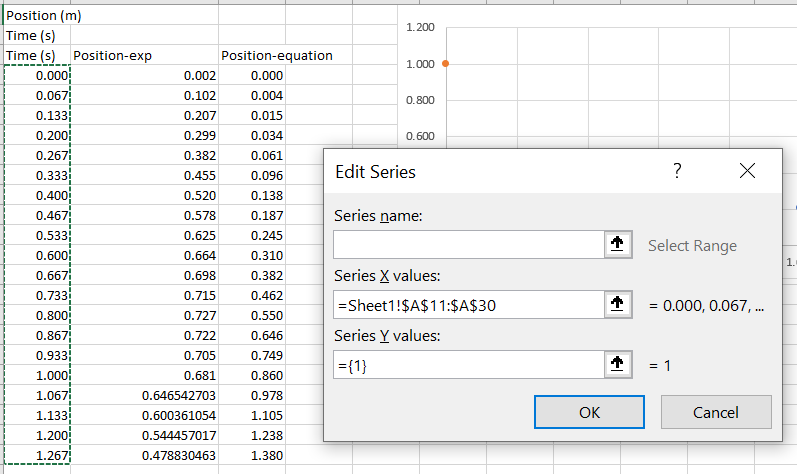 Position (m)
Time (s)
Time (s) Position-exp Position-equation
0.000 0.002 0.000
0.067 0.102 0.004
0.133 0.207 0.015
0.200 0.299 0.034
0.267 0.382 0.061
0.333 0.455 0.096
0.400 0.520 0.138
0.467 0.578 0.187
0.533 0.625 0.245
0.600 0.664 0.310
0.667 0.698 0.382
0.733 0.715 0.462
0.800 0.727 0.550
0.867 0.722 0.646
0.933 0.705 0.749
1.000 0.681 0.860
1.067 0.646542703 0.978
1.133 0.600361054 1.105
1.200 0.544457017 1.238
1.267 0.478830463 1.380
1.200
1.000
0.800
0.600
Edit Series ?
Series name:
Select Range
Series X values:
=Sheet1!$A$11:$A$30 = 0.000, 0.067, ...
Series Y values:
={1} = 1
OK Cancel